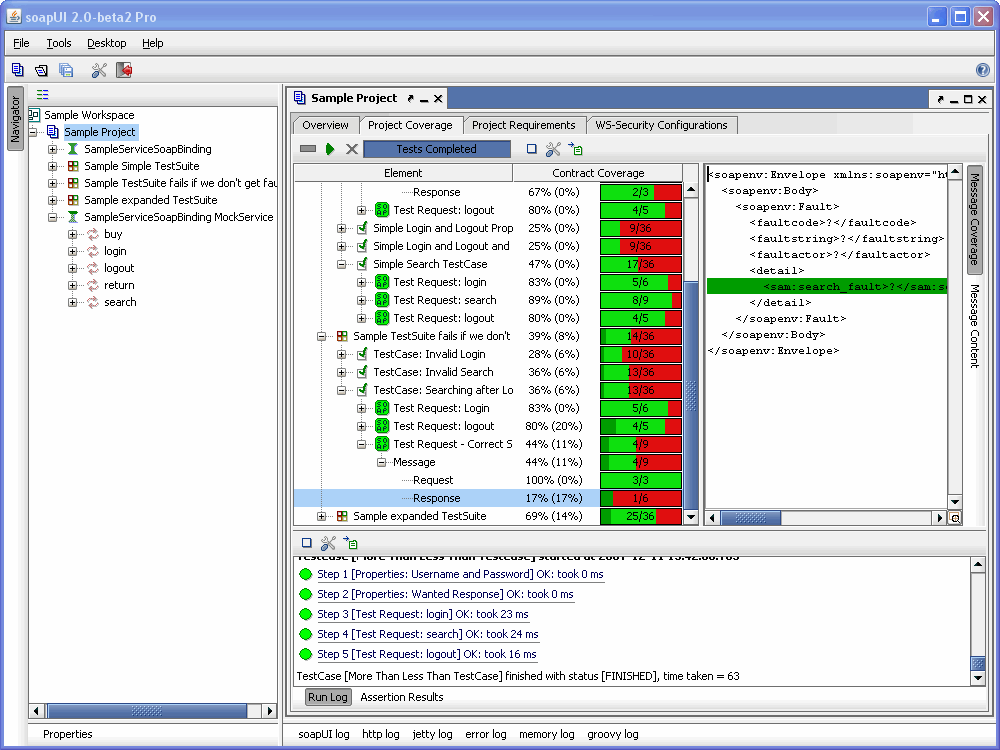 soapUI 2.0-beta2 Pro
File Tools Desktop Help
Navigator
Sample Workspace
Sample Project
SampleServiceSoapBinding
Sample Simple TestSuite
Sample TestSuite fails if we don't get fau
Sample expanded TestSuite
SampleServiceSoapBinding MockService
buy
login
logout
return
search
Properties
Sample Project
Overview Project Coverage Project Requirements WS-Security Configurations
Tests Completed
Element Contract Coverage
Response 67% (0%) 2/3
Test Request: logout 80% (0%) 4/5
Simple Login and Logout Prop 25% (0%) 9/36
Simple Login and Logout and 25% (0%) 9/36
Simple Search TestCase 47% (0%) 17/36
Test Request: login 83% (0%) 5/6
Test Request: search 89% (0%) 8/9
Test Request: logout 80% (0%) 4/5
Sample TestSuite fails if we don't 39% (8%) 14/36
TestCase: Invalid Login 28% (6%) 10/36
TestCase: Invalid Search 36% (6%) 13/36
TestCase: Searching after Lo 36% (6%) 13/36
Test Request: Login 83% (0%) 5/6
Test Request: logout 80% (20%) 4/5
Test Request - Correct S 44% (11%) 4/9
Message 44% (11%) 4/9
Request 100% (0%) 3/3
Response 17% (17%) 1/6
Sample expanded TestSuite 69% (14%) 25/36
<soapenv:Envelope xmlns:soapenv="ht
<soapenv:Body>
<soapenv:Fault>
<faultcode>?</faultcode>
<faultstring>?</faultstring>
<faultactor>?</faultactor>
<detail>
<sam:search_fault>?</sam:se
</detail>
</soapenv:Fault>
</soapenv:Body>
</soapenv:Envelope>
Message Coverage
Message Content
Step 1 [Properties: Username and Password] OK: took 0 ms
Step 2 [Properties: Wanted Response] OK: took 0 ms
Step 3 [Test Request: login] OK: took 23 ms
Step 4 [Test Request: search] OK: took 24 ms
Step 5 [Test Request: logout] OK: took 16 ms
TestCase [More Than Less Than TestCase] finished with status [FINISHED], time taken = 63
Run Log Assertion Results
soapUI log http log jetty log error log memory log groovy log